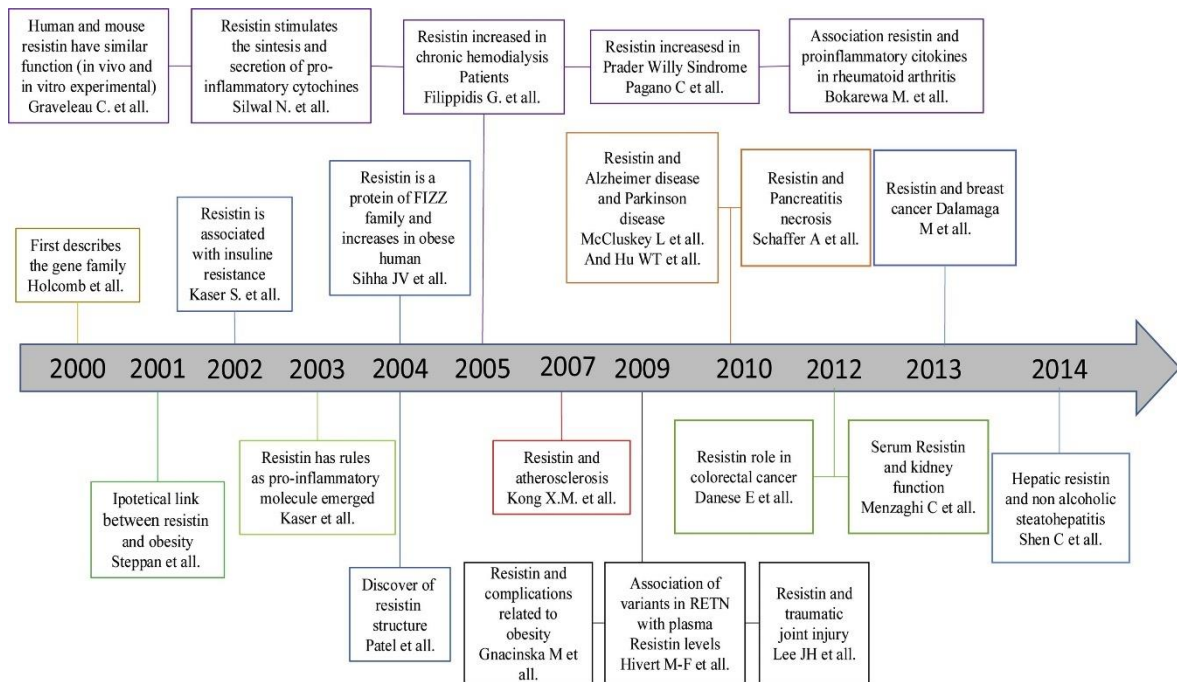 Human and mouse
resistin have similar
function (in vivo and
in vitro experimental)
Graveleau C. et all.
Resistin stimulates
the sintesis and
secretion of pro-
inflammatory cytochines
Silwal N. et all.
Resistin increased in
chronic hemodialysis
Patients
Filippidis G. et all.
Resistin increasesd in
Prader Willy Sindrome
Pagano C et all.
Association resistin and
proinflammatory citokines
in rheumatoid arthritis
Bokarewa M. et all.
First describes
the gene family
Holcomb et all.
Resistin is
associated
with insuline
resistance
Kaser S. et all.
Resistin is a
protein of FIZZ
family and
increases in obese
human
Sihha JV et all.
Resistin and
Alzheimer disease
and Parkinson
disease
McCluskey L et all.
And Hu WT et all.
Resistin and
Pancreatitis
necrosis
Schaffer A et all.
Resistin and breast
cancer Dalamaga
M et all.
2000 2001 2002 2003 2004 2005 2007 2009 2010 2012 2013 2014
Ipotetical link
between resistin
and obesity
Steppan et all.
Resistin has rules
as pro-inflammatory
molecule emerged
Kaser et all.
Discover of
resistin
structure
Patel et all.
Resistin and
atherosclerosis
Kong X.M. et all.
Resistin and
complications
related to
obesity
Gnacinska M et
all.
Association of
variants in RETN
with plasma
Resistin levels
Hivert M-F et all.
Resistin and
traumatic
joint injury
Lee JH et all.
Resistin role in
colorectal cancer
Danese E et all.
Serum Resistin
and kidney
function
Menzaghi C et all.
Hepatic resistin
and non alcoholic
steatohepatitis
Shen C et all.